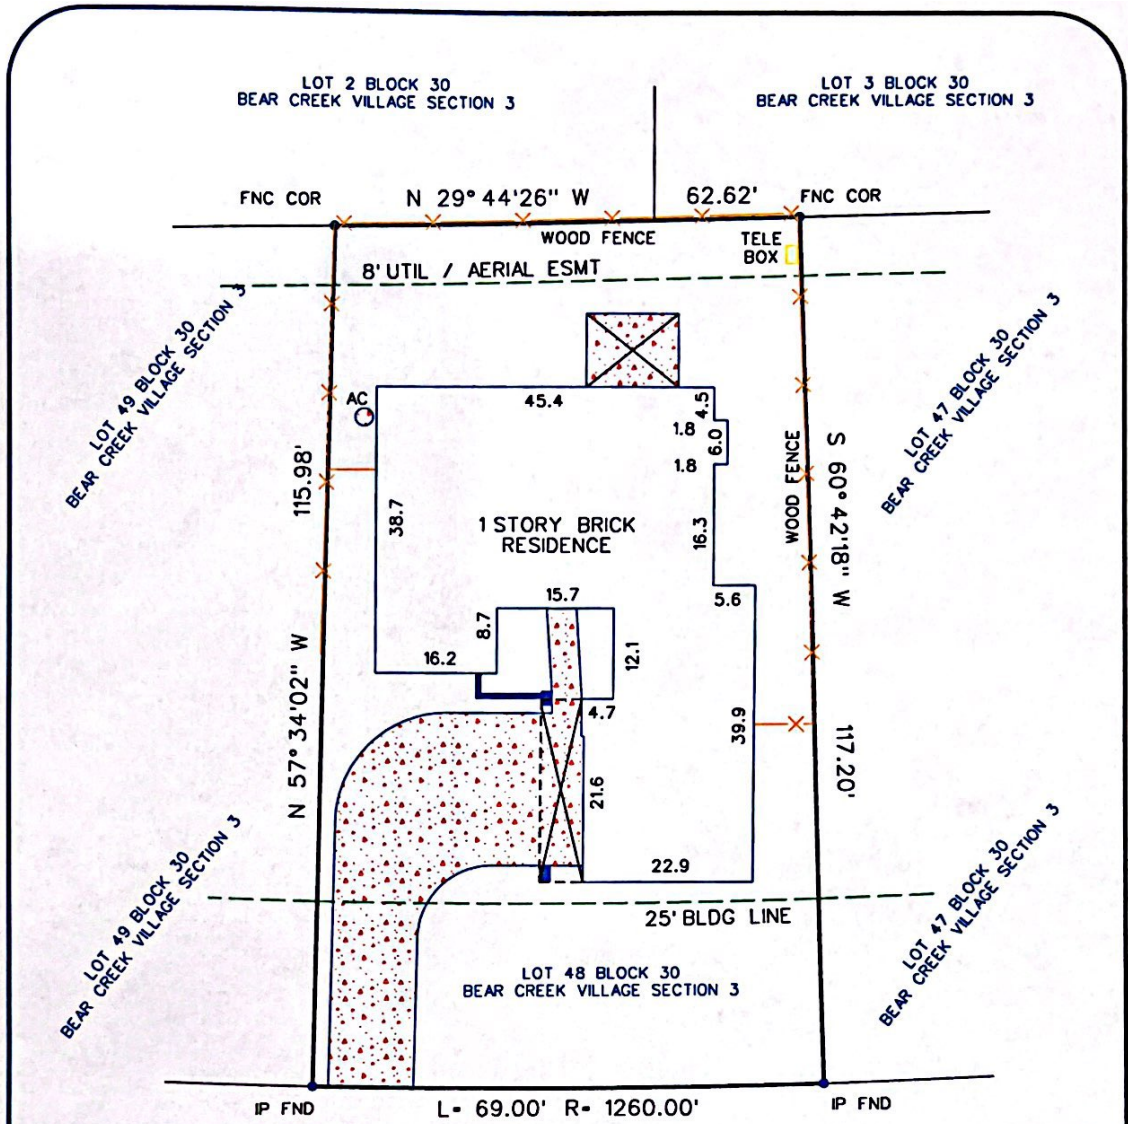 LOT 2 BLOCK 30
BEAR CREEK VILLAGE SECTION 3
LOT 3 BLOCK 30
BEAR CREEK VILLAGE SECTION 3
FNC COR
N 29° 44'26" W
62.62'
FNC COR
WOOD FENCE
TELE
BOX
8' UTIL / AERIAL ESMT
LOT 49 BLOCK 30
BEAR CREEK VILLAGE SECTION 3
LOT 47 BLOCK 30
BEAR CREEK VILLAGE SECTION 3
AC
45.4
4.5
1.8
6.0
1.8
115.98'
38.7
1 STORY BRICK
RESIDENCE
16.3
WOOD FENCE
S 60° 42'18" W
15.7
5.6
8.7
16.2
12.1
N 57° 34'02" W
4.7
39.9
117.20'
21.6
22.9
25' BLDG LINE
LOT 49 BLOCK 30
BEAR CREEK VILLAGE SECTION 3
LOT 48 BLOCK 30
BEAR CREEK VILLAGE SECTION 3
LOT 47 BLOCK 30
BEAR CREEK VILLAGE SECTION 3
IP FND
L- 69.00' R- 1260.00'
IP FND